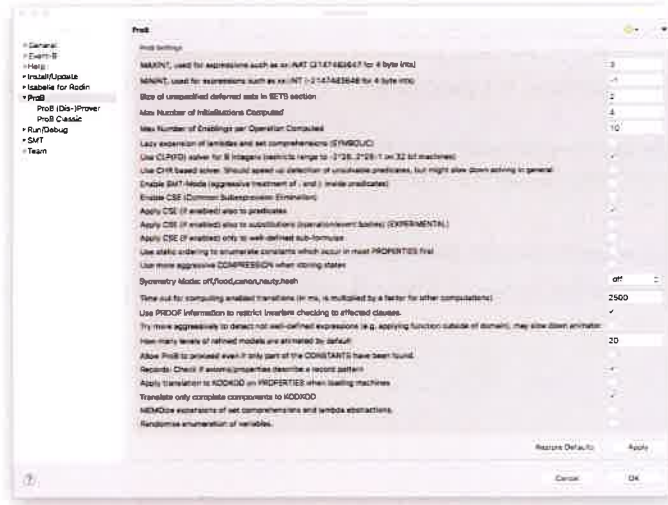 ProB
General
Event-B
Help
Install/Update
Isabelle for Rodin
ProB
ProB (Dis-)Prover
ProB Classic
Run/Debug
SMT
Team
ProB Settings
MAXINT, used for expressions such as xx::NAT (2147483647 for 4 byte ints)
3
MININT, used for expressions such as xx::INT (-2147483648 for 4 byte ints)
-1
Size of unspecified deferred sets in SETS section
2
Max Number of Initialisations Computed
4
Max Number of Enablings per Operation Computed
10
Lazy expansion of lambdas and set comprehensions (SYMBOLIC)
Use CLP(FD) solver for B integers (restricts range to -2^28..2^28-1 on 32 bit machines)
Use CHR based solver. Should speed up detection of unsolvable predicates, but might slow down solving in general
Enable SMT-Mode (aggressive treatment of : and /: inside predicates)
Enable CSE (Common Subexpression Elimination)
Apply CSE (if enabled) also to predicates
Apply CSE (if enabled) also to substitutions (operation/event bodies) (EXPERIMENTAL)
Apply CSE (if enabled) only to well-defined sub-formulas
Use static ordering to enumerate constants which occur in most PROPERTIES first
Use more aggressive COMPRESSION when storing states
Symmetry Mode: off,flood,canon,nauty,hash
off
Time out for computing enabled transitions (in ms, is multiplied by a factor for other computations)
2500
Use PROOF information to restrict invariant checking to affected clauses.
Try more aggressively to detect not well-defined expressions (e.g. applying function outside of domain), may slow down animator
How many levels of refined models are animated by default
20
Allow ProB to proceed even if only part of the CONSTANTS have been found.
Records: Check if axioms/properties describe a record pattern
Apply translation to KODKOD on PROPERTIES when loading machines
Translate only complete components to KODKOD
MEMOize expansions of set comprehensions and lambda abstractions.
Randomise enumeration of variables.
Restore Defaults
Apply
?
Cancel
OK